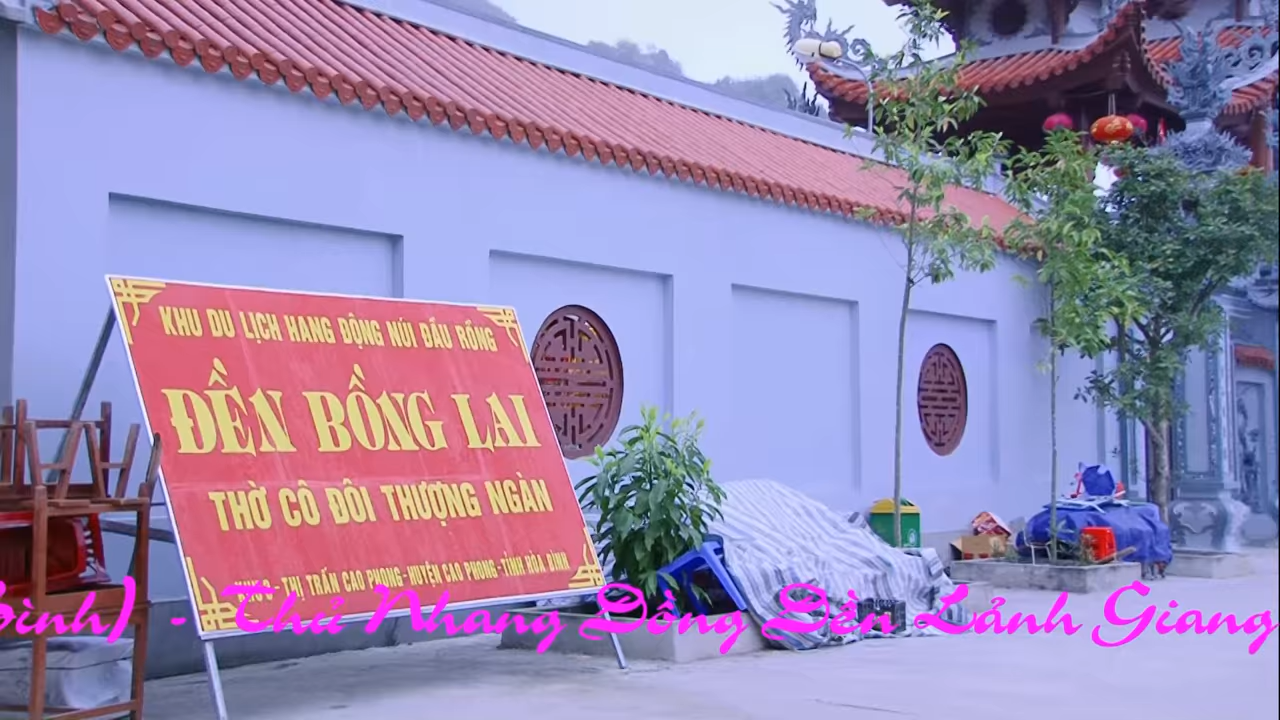 KHU DU LỊCH HANG ĐỘNG NÚI ĐẦU RỒNG
ĐỀN BỒNG LAI
THỜ CÔ ĐÔI THƯỢNG NGÀN
THỊ TRẤN CAO PHONG - HUYỆN CAO PHONG - TỈNH HÒA BÌNH
Bình) - Thủ Nhang Đồng Đền Lảnh Giang